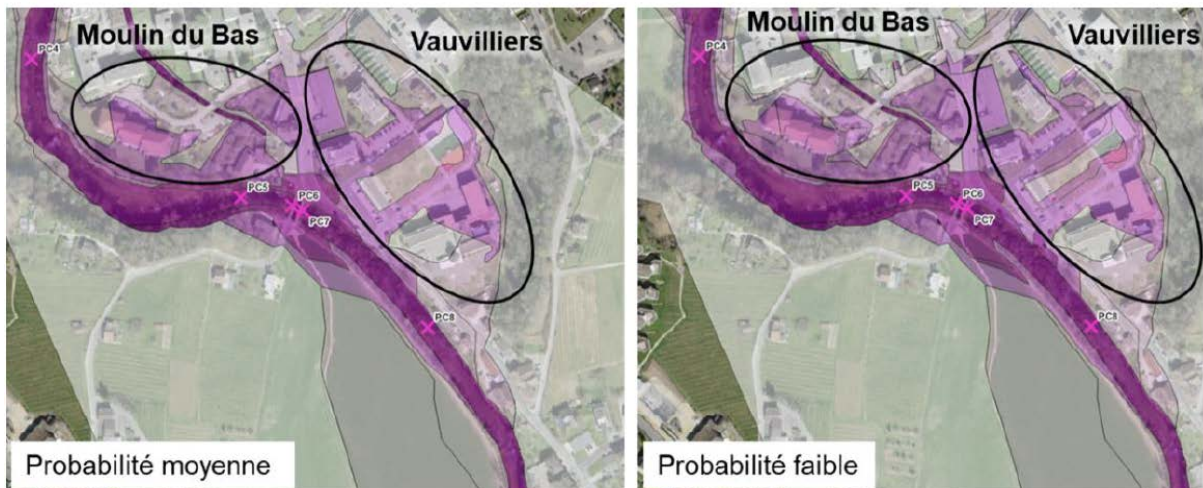 Moulin du Bas
Vauvilliers
PC4
PC5
PC6
PC7
PC8
Probabilité moyenne
Moulin du Bas
Vauvilliers
PC4
PC5
PC6
PC7
PC8
Probabilité faible